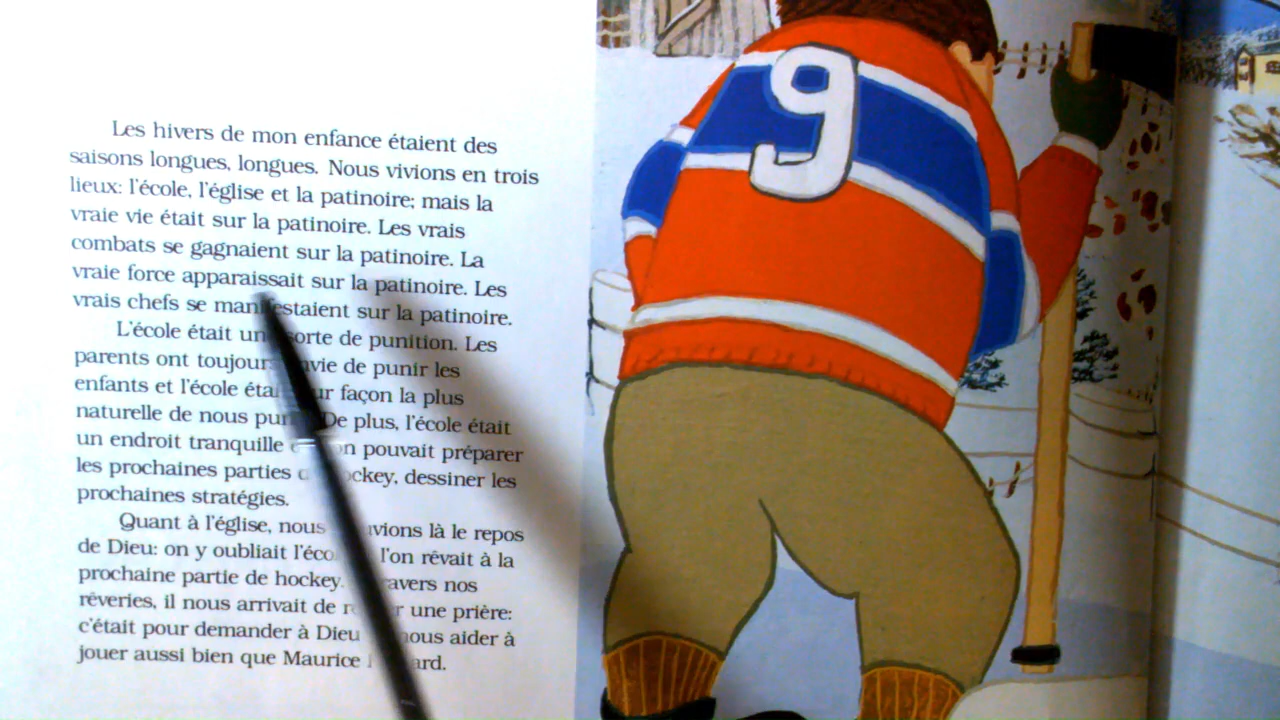 Les hivers de mon enfance étaient des
saisons longues, longues. Nous vivions en trois
lieux: l'école, l'église et la patinoire; mais la
vraie vie était sur la patinoire. Les vrais
combats se gagnaient sur la patinoire. La
vraie force apparaissait sur la patinoire. Les
vrais chefs se manifestaient sur la patinoire.
L'école était une sorte de punition. Les
parents ont toujours envie de punir les
enfants et l'école était leur façon la plus
naturelle de nous punir. De plus, l'école était
un endroit tranquille où l'on pouvait préparer
les prochaines parties de hockey, dessiner les
prochaines stratégies.
Quant à l'église, nous trouvions là le repos
de Dieu: on y oubliait l'école et l'on rêvait à la
prochaine partie de hockey. À travers nos
rêveries, il nous arrivait de réciter une prière:
c'était pour demander à Dieu de nous aider à
jouer aussi bien que Maurice Richard.
9